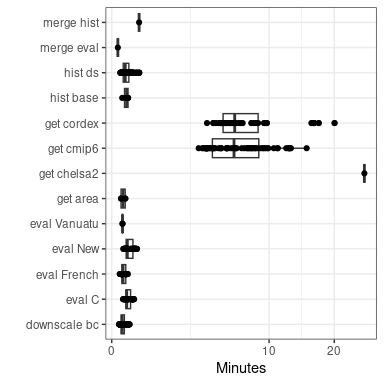 merge hist
merge eval
hist ds
hist base
get cordex
get cmip6
get chelsa2
get area
eval Vanuatu
eval New
eval French
eval C
downscale bc
0 10 20
Minutes